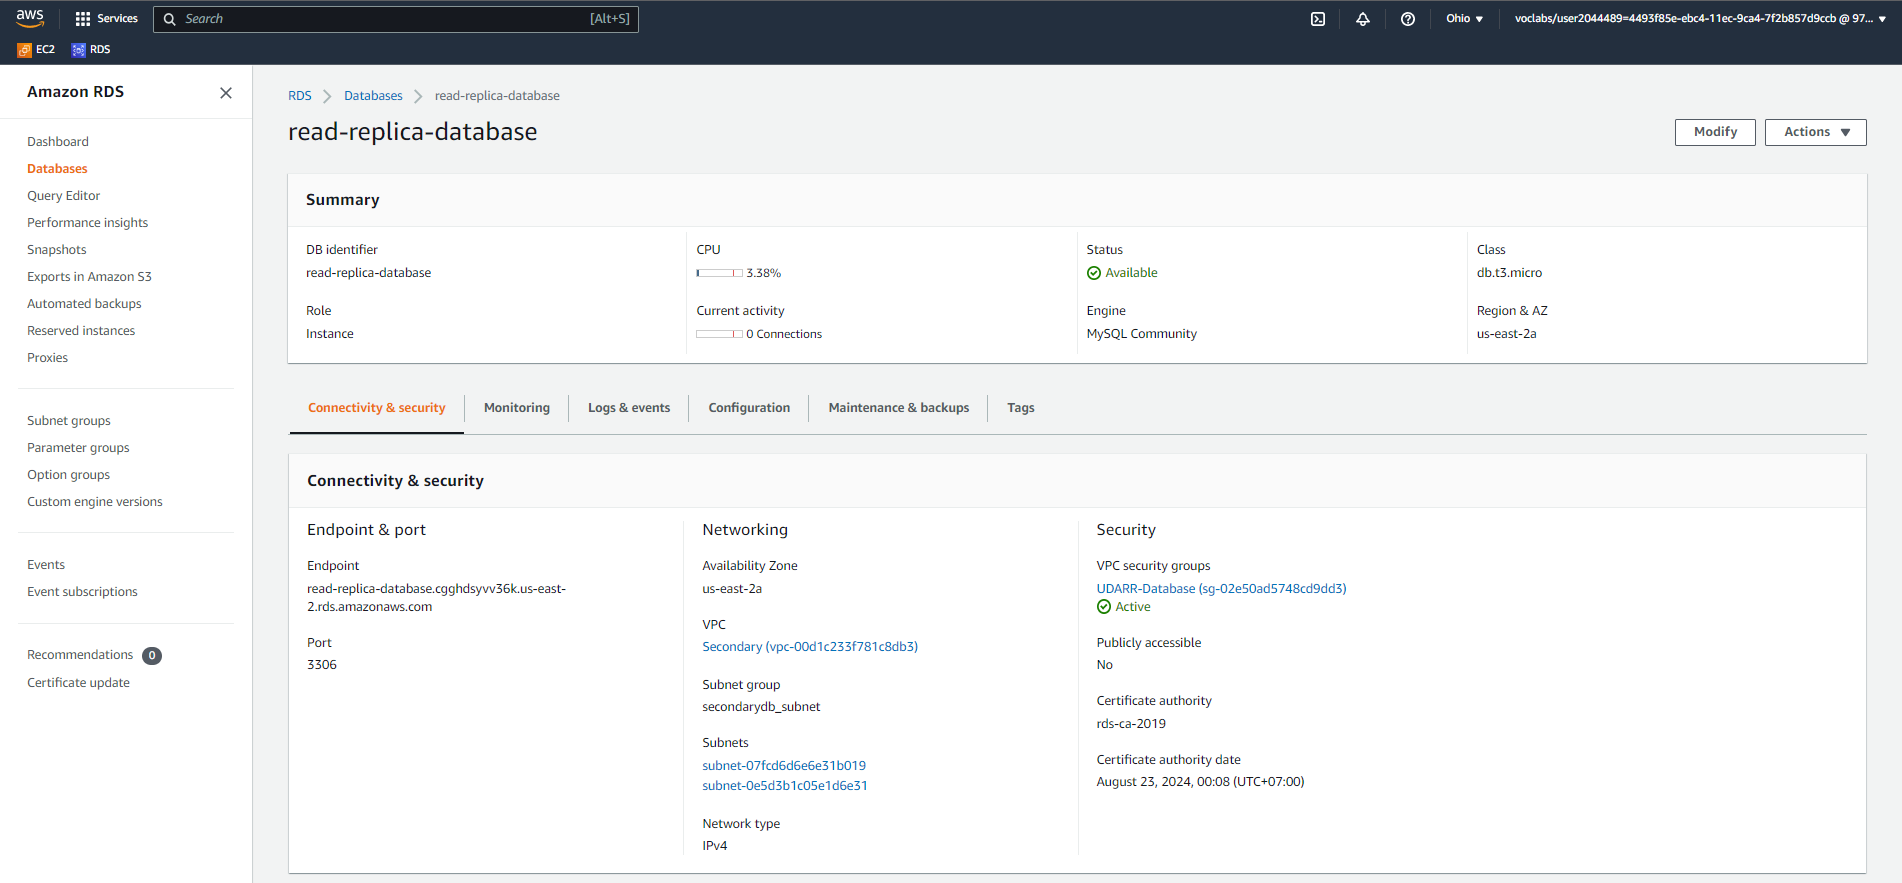 aws
Services
Search
[Alt+S]
Ohio ▼
voclabs/user2044489=4493f85e-ebc4-11ec-9ca4-7f2b857d9ccb @ 97... ▼
EC2
RDS
Amazon RDS
Dashboard
Databases
Query Editor
Performance insights
Snapshots
Exports in Amazon S3
Automated backups
Reserved instances
Proxies
Subnet groups
Parameter groups
Option groups
Custom engine versions
Events
Event subscriptions
Recommendations 0
Certificate update
RDS > Databases > read-replica-database
read-replica-database
Modify
Actions ▼
Summary
DB identifier
read-replica-database
CPU
3.38%
Status
Available
Class
db.t3.micro
Role
Instance
Current activity
0 Connections
Engine
MySQL Community
Region & AZ
us-east-2a
Connectivity & security
Monitoring
Logs & events
Configuration
Maintenance & backups
Tags
Connectivity & security
Endpoint & port
Endpoint
read-replica-database.cgghdsyvv36k.us-east-
2.rds.amazonaws.com
Port
3306
Networking
Availability Zone
us-east-2a
VPC
Secondary (vpc-00d1c233f781c8db3)
Subnet group
secondarydb_subnet
Subnets
subnet-07fcd6d6e6e31b019
subnet-0e5d3b1c05e1d6e31
Network type
IPv4
Security
VPC security groups
UDARR-Database (sg-02e50ad5748cd9dd3)
Active
Publicly accessible
No
Certificate authority
rds-ca-2019
Certificate authority date
August 23, 2024, 00:08 (UTC+07:00)